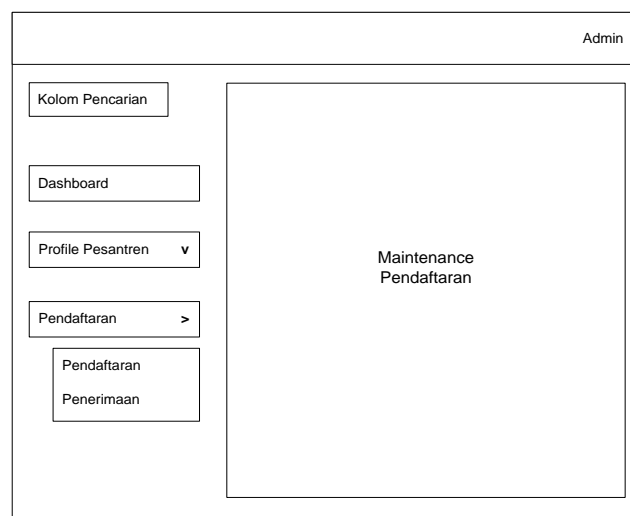 Admin
Kolom Pencarian
Dashboard
Profile Pesantren v
Pendaftaran >
Pendaftaran
Penerimaan
Maintenance
Pendaftaran